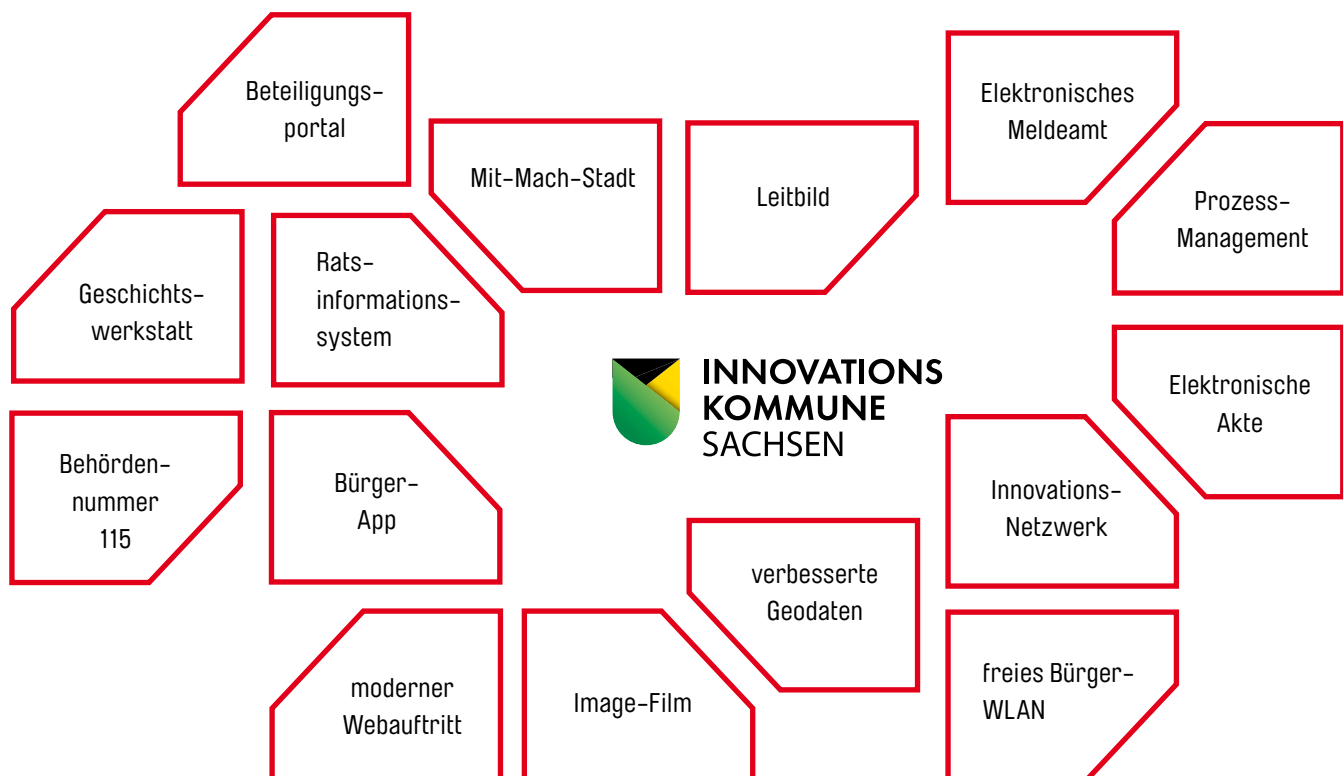 Beteiligungs-
portal
Mit-Mach-Stadt
Leitbild
Elektronisches
Meldeamt
Prozess-
Management
Geschichts-
werkstatt
Rats-
informations-
system
INNOVATIONS
KOMMUNE
SACHSEN
Elektronische
Akte
Behörden-
nummer
115
Bürger-
App
Innovations-
Netzwerk
verbesserte
Geodaten
moderner
Webauftritt
Image-Film
freies Bürger-
WLAN